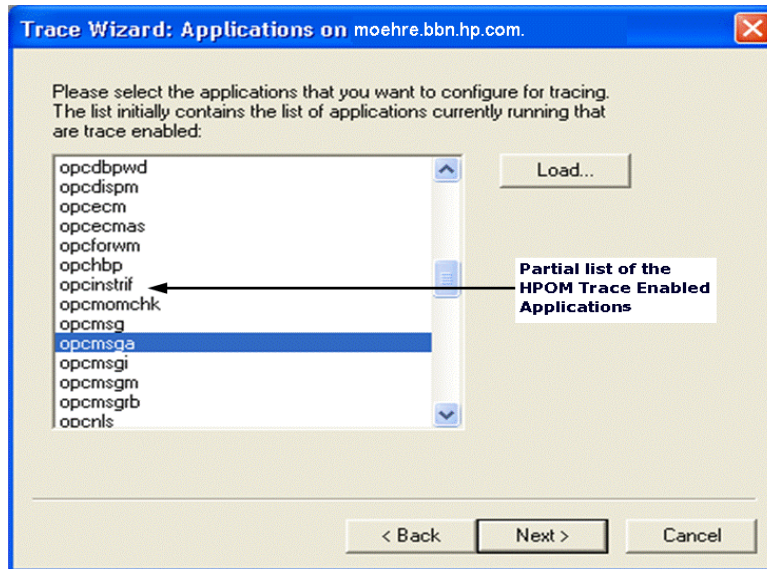 Trace Wizard: Applications on moehre.bbn.hp.com.
Please select the applications that you want to configure for tracing.
The list initially contains the list of applications currently running that
are trace enabled:
opcdbpwd
opcdispm
opcecm
opcecmas
opcforwm
opchbp
opcinstrif
opcmomchk
opcmsg
opcmsga
opcmsgi
opcmsgm
opcmsgrb
opcnls
Load...
Partial list of the
HPOM Trace Enabled
Applications
< Back
Next >
Cancel